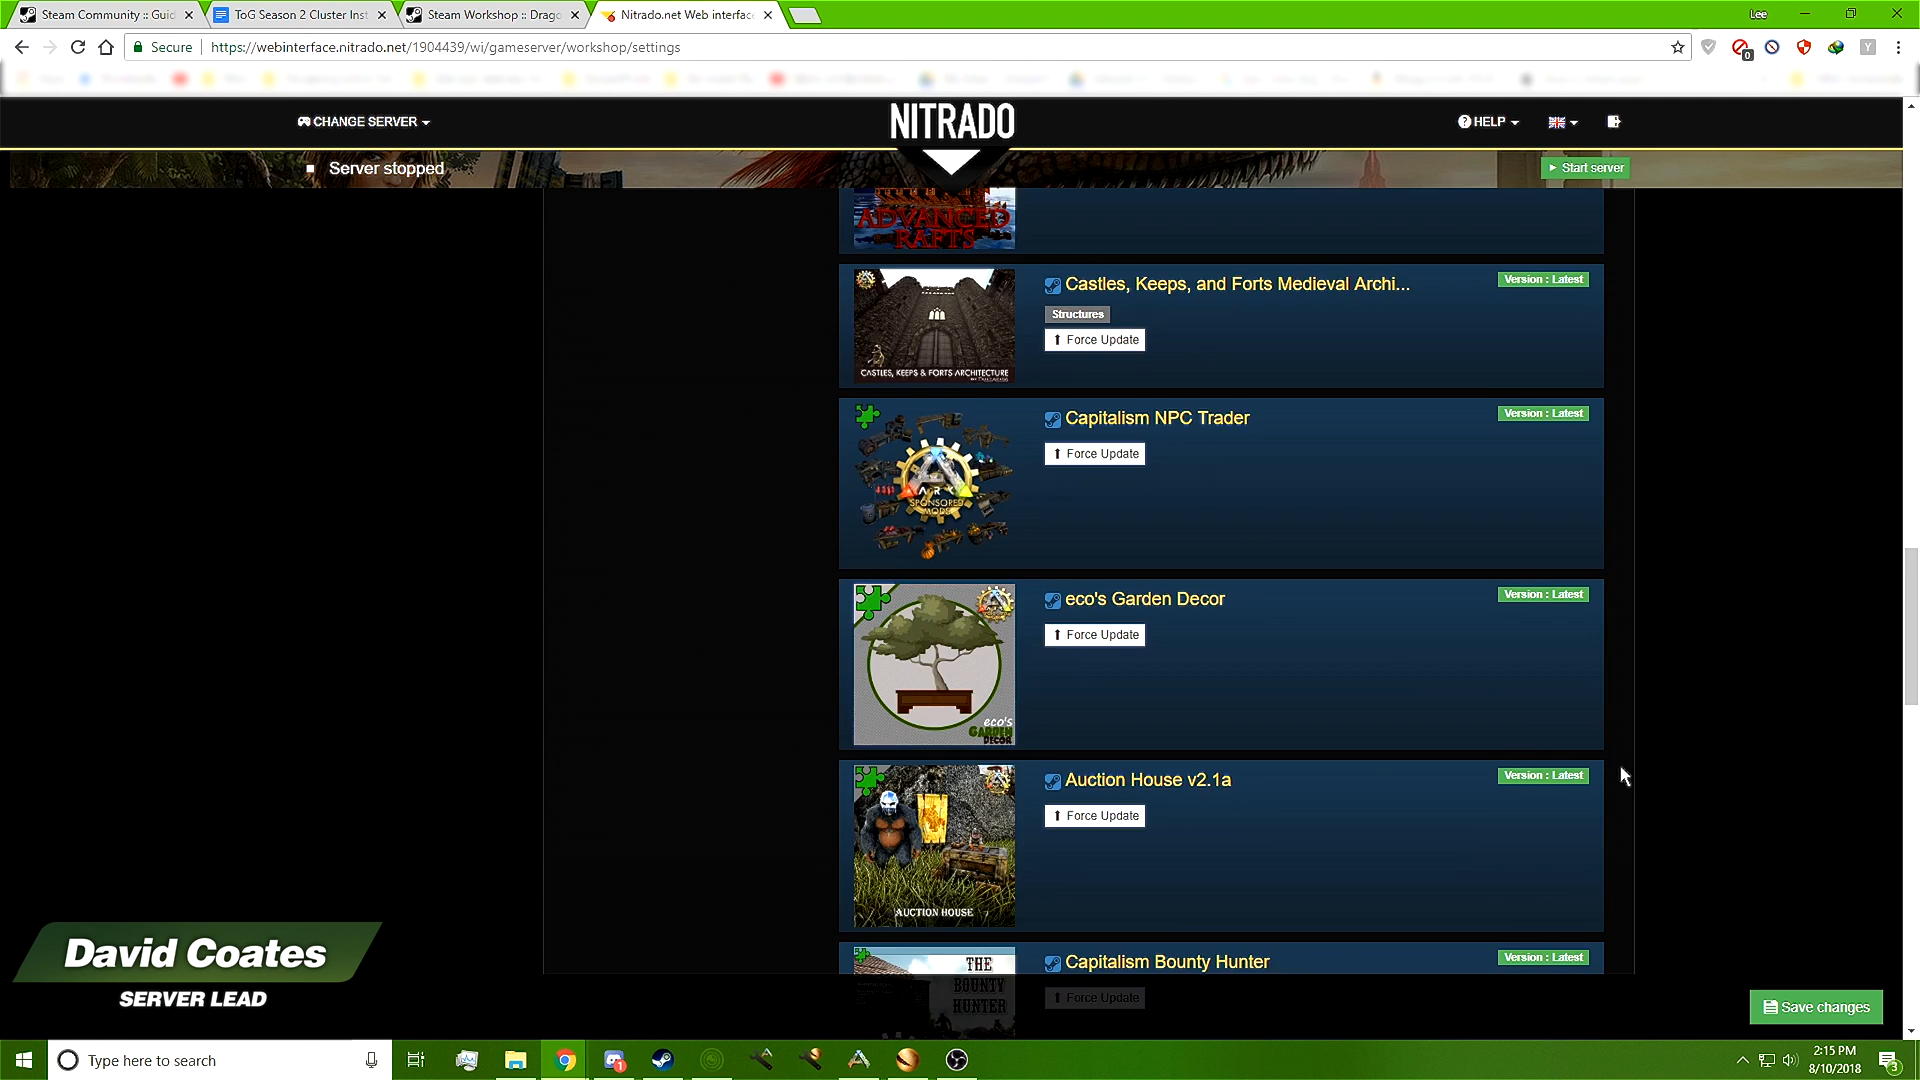 Steam Community :: Guid
ToG Season 2 Cluster Inst
Steam Workshop :: Drago
Nitrado.net Web interface
Lee
Secure
https://webinterface.nitrado.net/1904439/wi/gameserver/workshop/settings
0
Y
CHANGE SERVER
NITRADO
HELP
Server stopped
Start server
ADVANCED
RAFTS
Castles, Keeps, and Forts Medieval Archi...
Version : Latest
Structures
Force Update
CASTLES, KEEPS & FORTS ARCHITECTURE
Capitalism NPC Trader
Version : Latest
Force Update
ARK
SPONSORED
MODS
eco's Garden Decor
Version : Latest
Force Update
eco's
GARDEN
DECOR
Auction House v2.1a
Version : Latest
Force Update
AUCTION HOUSE
Capitalism Bounty Hunter
Version : Latest
Force Update
THE
BOUNTY
HUNTER
David Coates
SERVER LEAD
Save changes
Type here to search
1
2:15 PM
8/10/2018
3